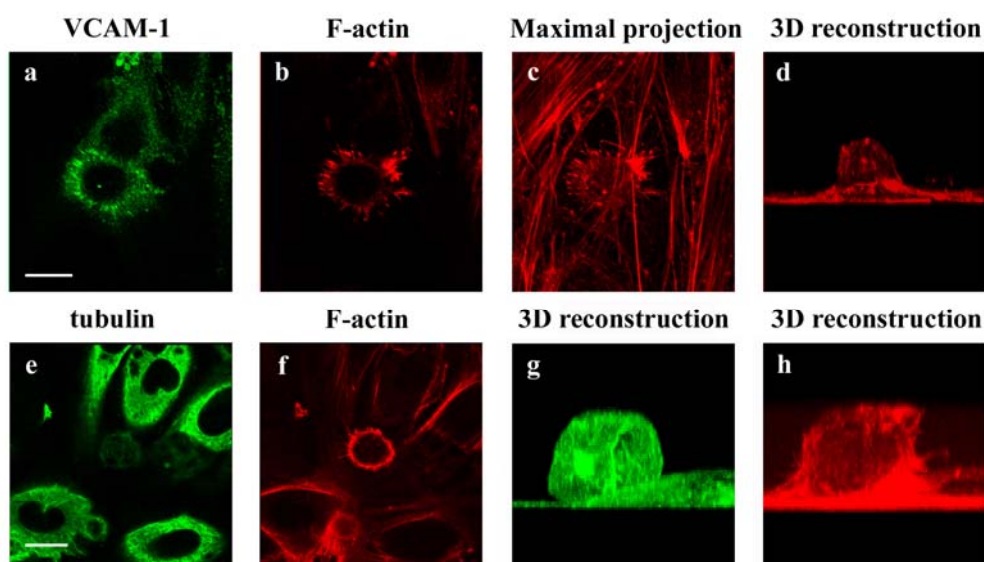 VCAM-1 F-actin Maximal projection 3D reconstruction
a b c d
tubulin F-actin 3D reconstruction 3D reconstruction
e f g h